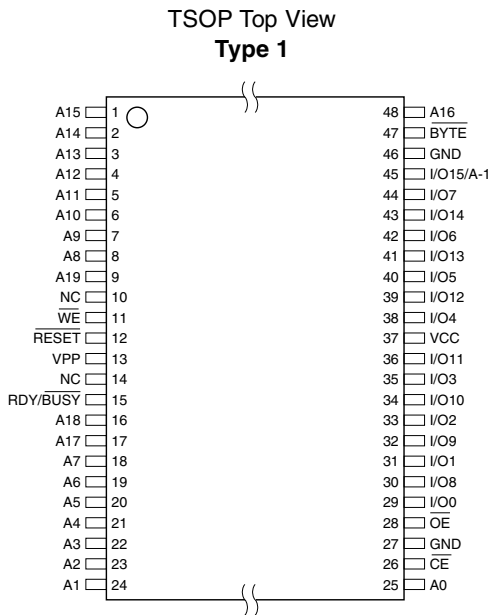 TSOP Top View
Type 1
A15 1 48 A16
A14 2 47 BYTE
A13 3 46 GND
A12 4 45 I/O15/A-1
A11 5 44 I/O7
A10 6 43 I/O14
A9 7 42 I/O6
A8 8 41 I/O13
A19 9 40 I/O5
NC 10 39 I/O12
WE 11 38 I/O4
RESET 12 37 VCC
VPP 13 36 I/O11
NC 14 35 I/O3
RDY/BUSY 15 34 I/O10
A18 16 33 I/O2
A17 17 32 I/O9
A7 18 31 I/O1
A6 19 30 I/O8
A5 20 29 I/O0
A4 21 28 OE
A3 22 27 GND
A2 23 26 CE
A1 24 25 A0